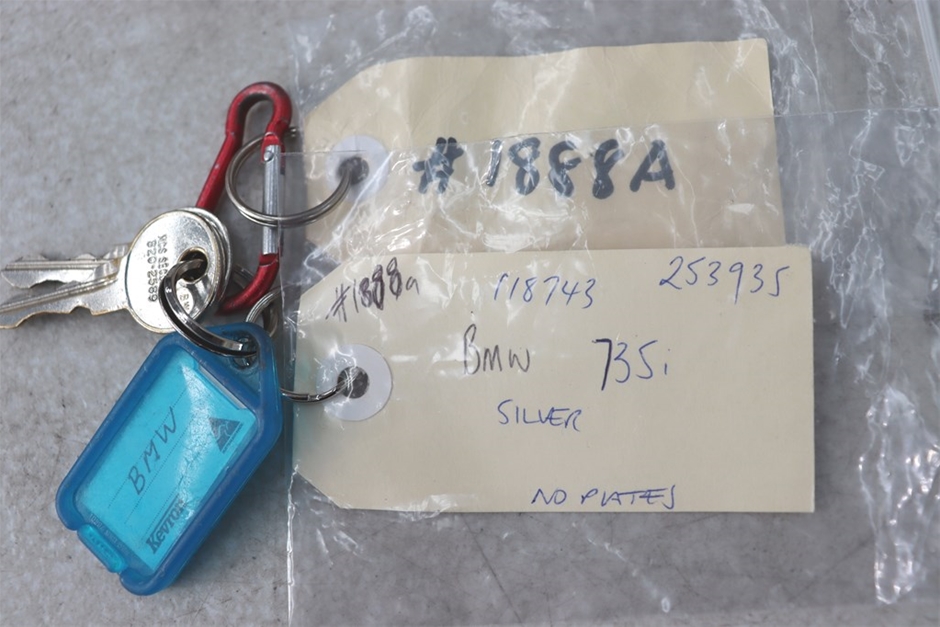 #1888A
#1888a 118743 253935
BMW 735i
SILVER
NO PLATES
BMW
Kevron